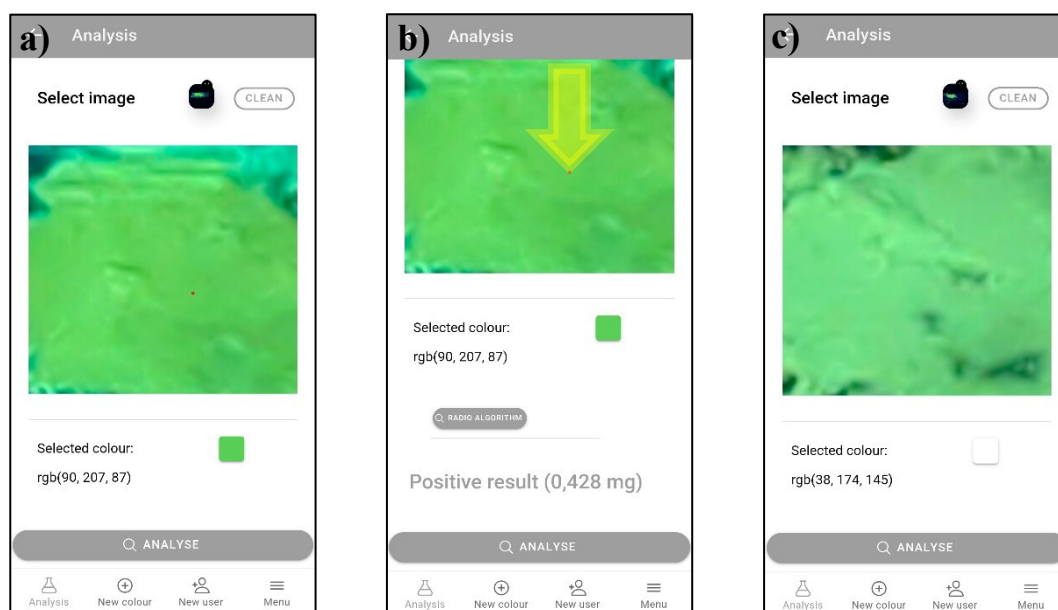 a)
Analysis
Select image
CLEAN
Selected colour:
rgb(90, 207, 87)
ANALYSE
Analysis New colour New user Menu
b)
Analysis
Selected colour:
rgb(90, 207, 87)
RADIO ALGORITHM
Positive result (0,428 mg)
ANALYSE
Analysis New colour New user Menu
c)
Analysis
Select image
CLEAN
Selected colour:
rgb(38, 174, 145)
ANALYSE
Analysis New colour New user Menu